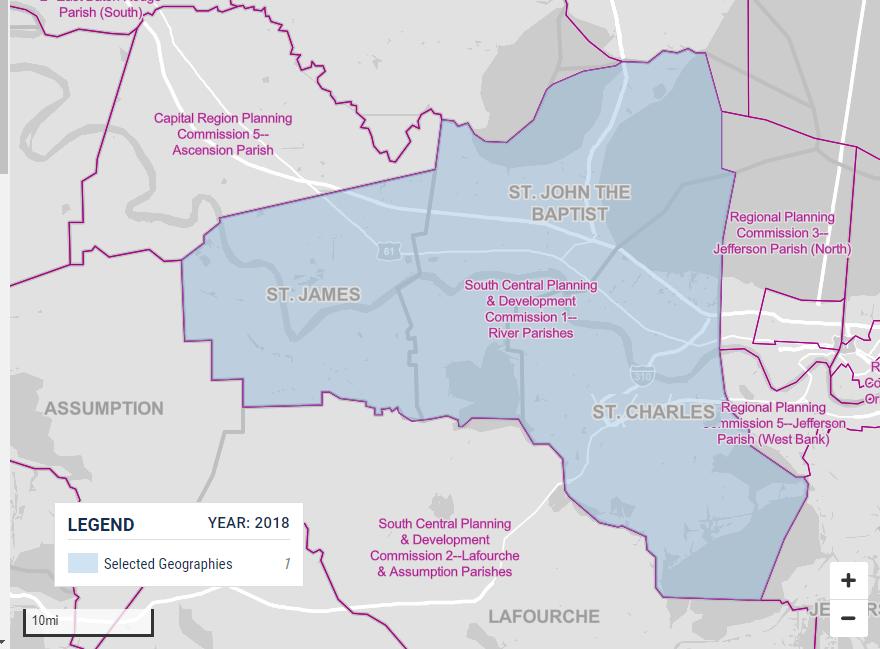 Parish (South)
Capital Region Planning
Commission 5--
Ascension Parish
ST. JOHN THE
BAPTIST
Regional Planning
Commission 3--
Jefferson Parish (North)
61
ST. JAMES
South Central Planning
& Development
Commission 1--
River Parishes
310
ASSUMPTION
ST. CHARLES
Regional Planning
mmission 5--Jefferson
Parish (West Bank)
LEGEND
YEAR: 2018
Selected Geographies
1
South Central Planning
& Development
Commission 2--Lafourche
& Assumption Parishes
10mi
LAFOURCHE
+
−